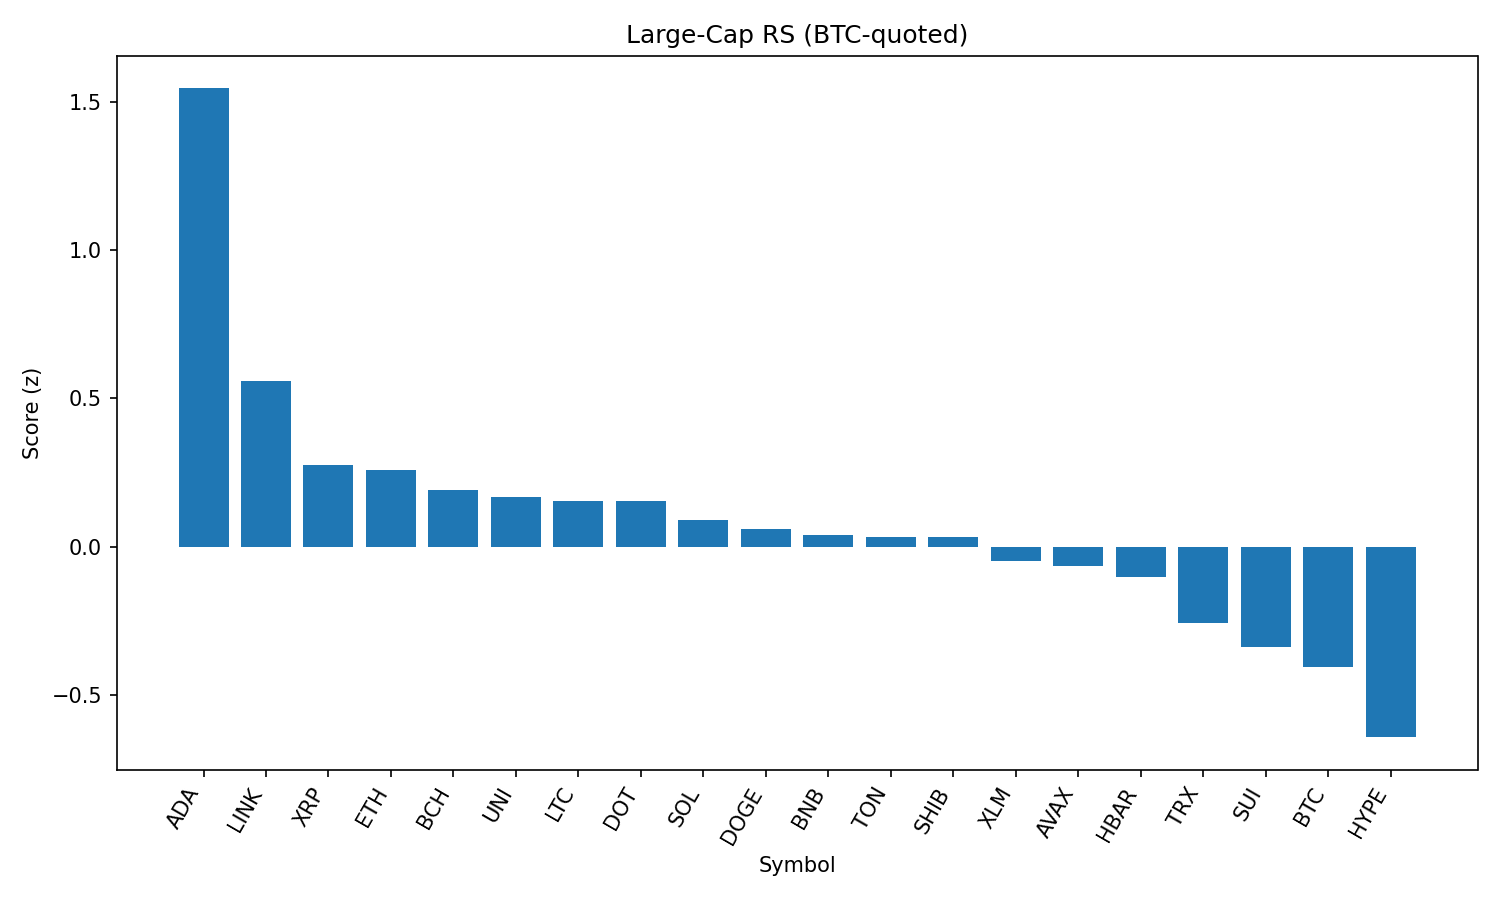 Large-Cap RS (BTC-quoted)
Score (z)
1.5
1.0
0.5
0.0
−0.5
ADA
LINK
XRP
ETH
BCH
UNI
LTC
DOT
SOL
DOGE
BNB
TON
SHIB
XLM
AVAX
HBAR
TRX
SUI
BTC
HYPE
Symbol